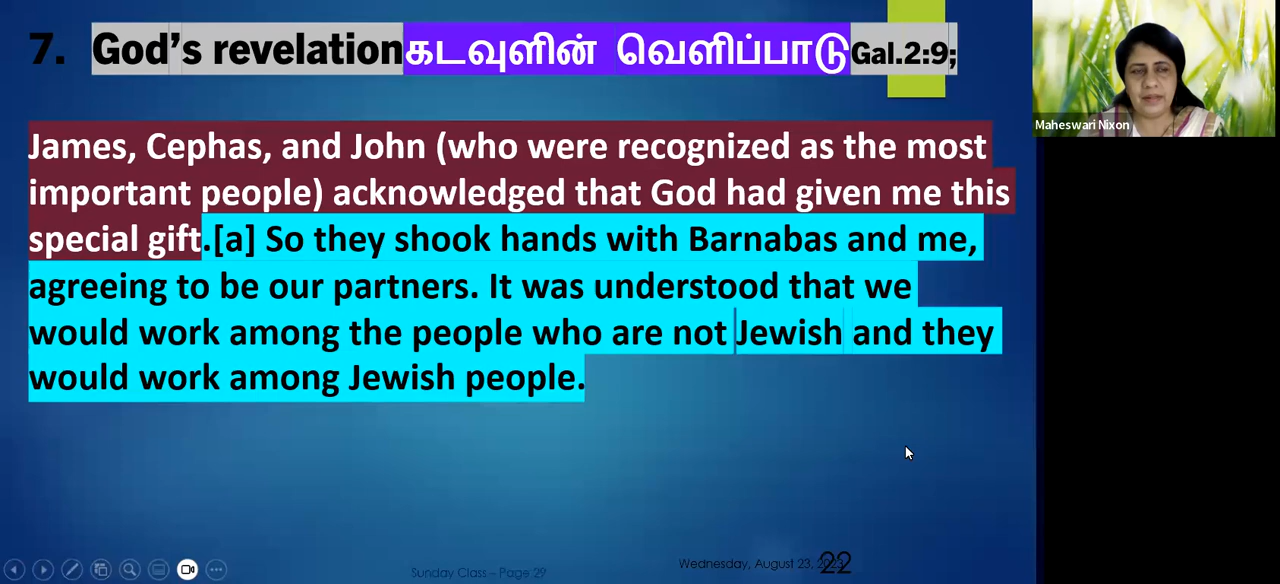 7. God's revelationகடவுளின் வெளிப்பாடுGal.2:9;
Maheswari Nixon
James, Cephas, and John (who were recognized as the most
important people) acknowledged that God had given me this
special gift.[a] So they shook hands with Barnabas and me,
agreeing to be our partners. It was understood that we
would work among the people who are not Jewish and they
would work among Jewish people.
Sunday Class – Page 29
Wednesday, August 23,
22